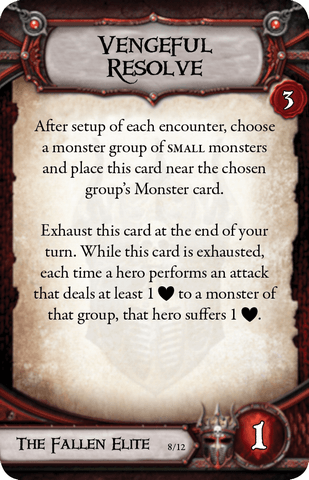 Vengeful
Resolve
3
After setup of each encounter, choose
a monster group of small monsters
and place this card near the chosen
group's Monster card.
Exhaust this card at the end of your
turn. While this card is exhausted,
each time a hero performs an attack
that deals at least 1 ♥ to a monster of
that group, that hero suffers 1 ♥.
The Fallen Elite 8/12
1